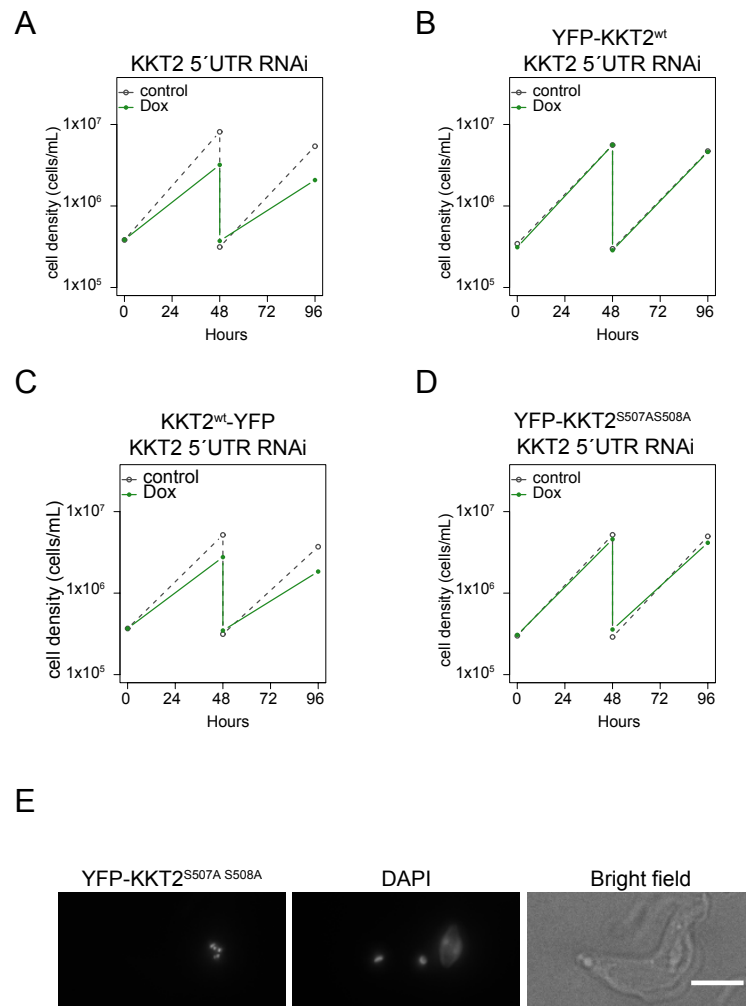 A
KKT2 5´UTR RNAi
control
Dox
cell density (cells/mL)
1x10⁷
1x10⁶
1x10⁵
0 24 48 72 96
Hours
B
YFP-KKT2ʷᵗ
KKT2 5´UTR RNAi
control
Dox
cell density (cells/mL)
1x10⁷
1x10⁶
1x10⁵
0 24 48 72 96
Hours
C
KKT2ʷᵗ-YFP
KKT2 5´UTR RNAi
control
Dox
cell density (cells/mL)
1x10⁷
1x10⁶
1x10⁵
0 24 48 72 96
Hours
D
YFP-KKT2S507AS508A
KKT2 5´UTR RNAi
control
Dox
cell density (cells/mL)
1x10⁷
1x10⁶
1x10⁵
0 24 48 72 96
Hours
E
YFP-KKT2S507A S508A
DAPI
Bright field